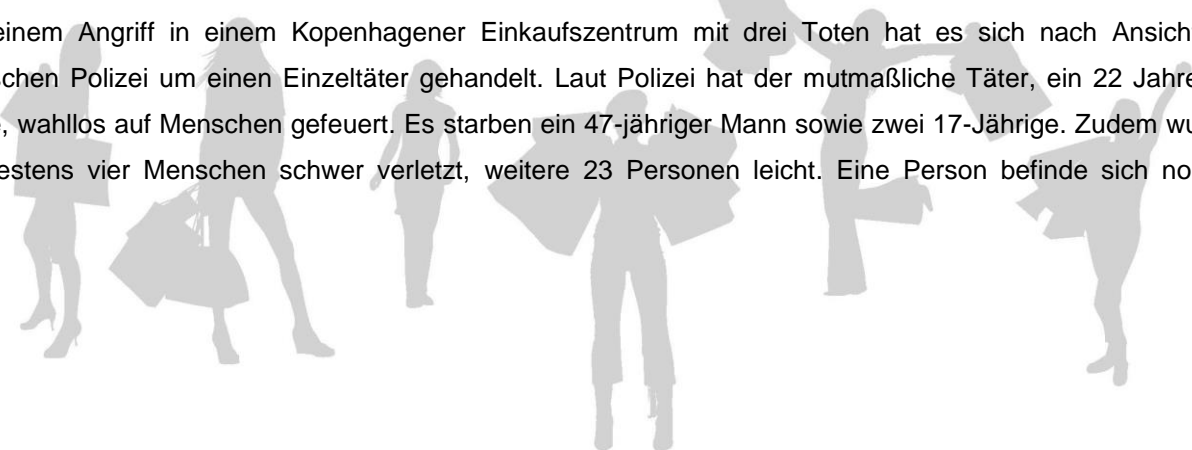 einem Angriff in einem Kopenhagener Einkaufszentrum mit drei Toten hat es sich nach Ansich
schen Polizei um einen Einzeltäter gehandelt. Laut Polizei hat der mutmaßliche Täter, ein 22 Jahre
, wahllos auf Menschen gefeuert. Es starben ein 47-jähriger Mann sowie zwei 17-Jährige. Zudem wu
estens vier Menschen schwer verletzt, weitere 23 Personen leicht. Eine Person befinde sich no